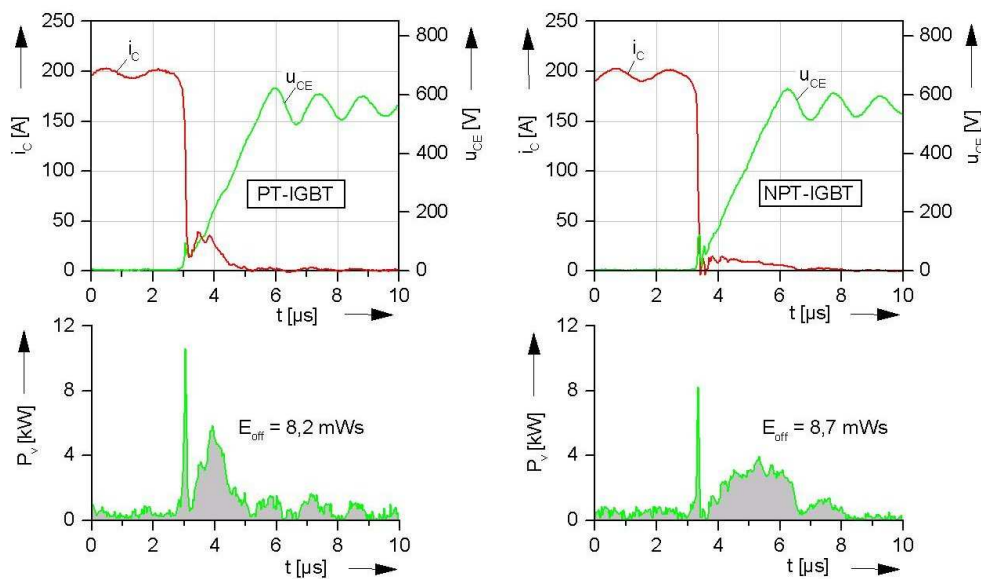 250
200
150
100
50
0
i_C [A]
i_C
u_CE
PT-IGBT
800
600
400
200
0
u_CE [V]
0 2 4 6 8 10
t [µs]
250
200
150
100
50
0
i_C [A]
i_C
u_CE
NPT-IGBT
800
600
400
200
0
u_CE [V]
0 2 4 6 8 10
t [µs]
12
8
4
0
P_v [kW]
E_off = 8,2 mWs
0 2 4 6 8 10
t [µs]
12
8
4
0
P_v [kW]
E_off = 8,7 mWs
0 2 4 6 8 10
t [µs]